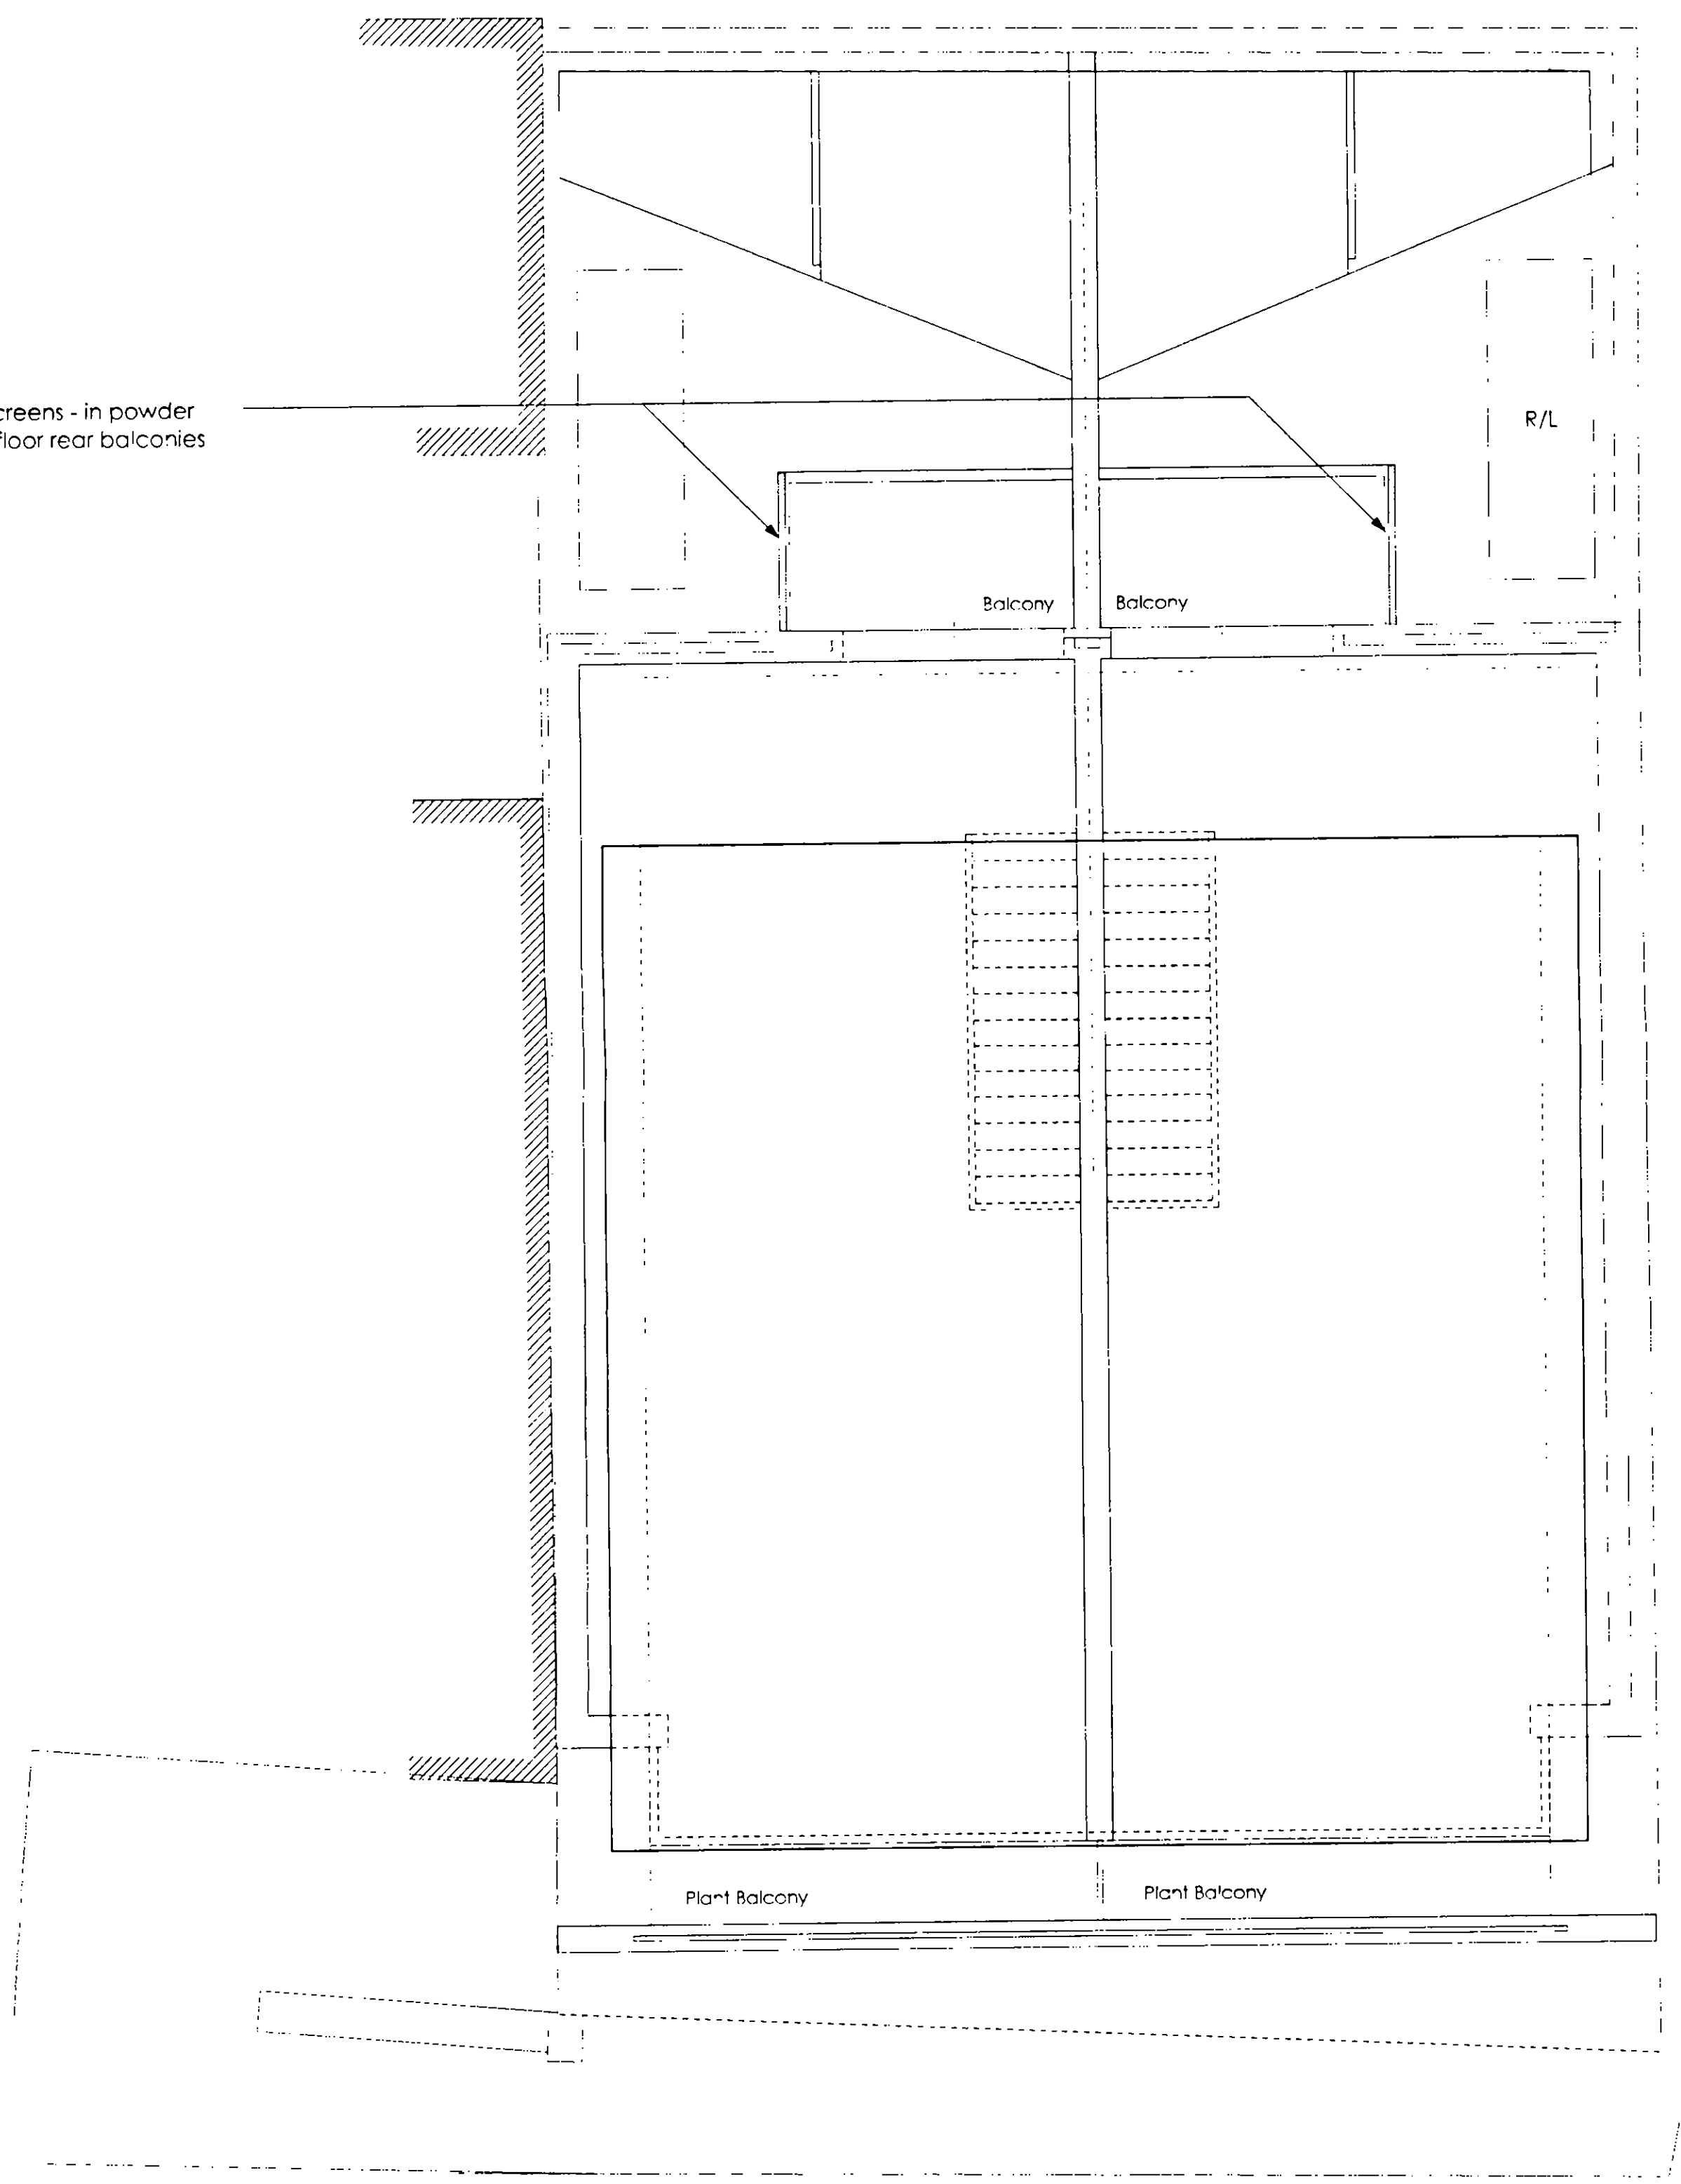 creens - in powder
floor rear balconies
R/L
Balcony
Balcony
Plant Balcony
Plant Balcony